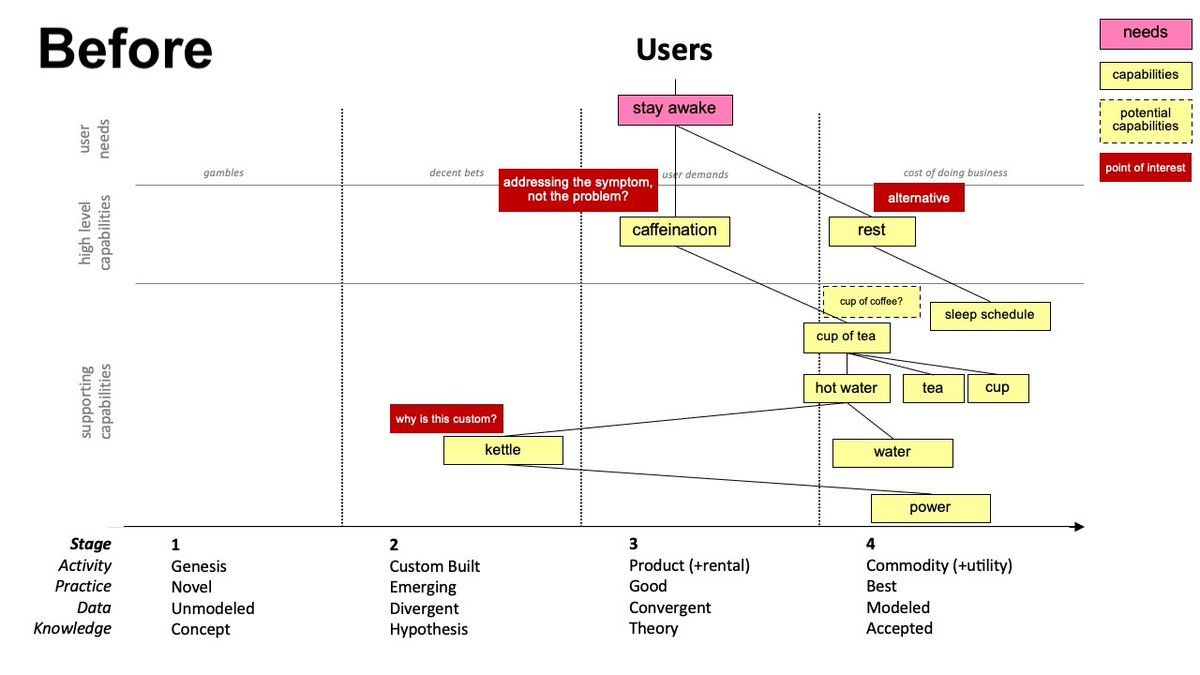 Before
Users
needs
capabilities
potential
capabilities
point of interest
user
needs
stay awake
gambles
decent bets
user demands
cost of doing business
addressing the symptom,
not the problem?
alternative
high level
capabilities
caffeination
rest
cup of coffee?
sleep schedule
cup of tea
supporting
capabilities
hot water
tea
cup
why is this custom?
kettle
water
power
Stage 1 2 3 4
Activity Genesis Custom Built Product (+rental) Commodity (+utility)
Practice Novel Emerging Good Best
Data Unmodeled Divergent Convergent Modeled
Knowledge Concept Hypothesis Theory Accepted